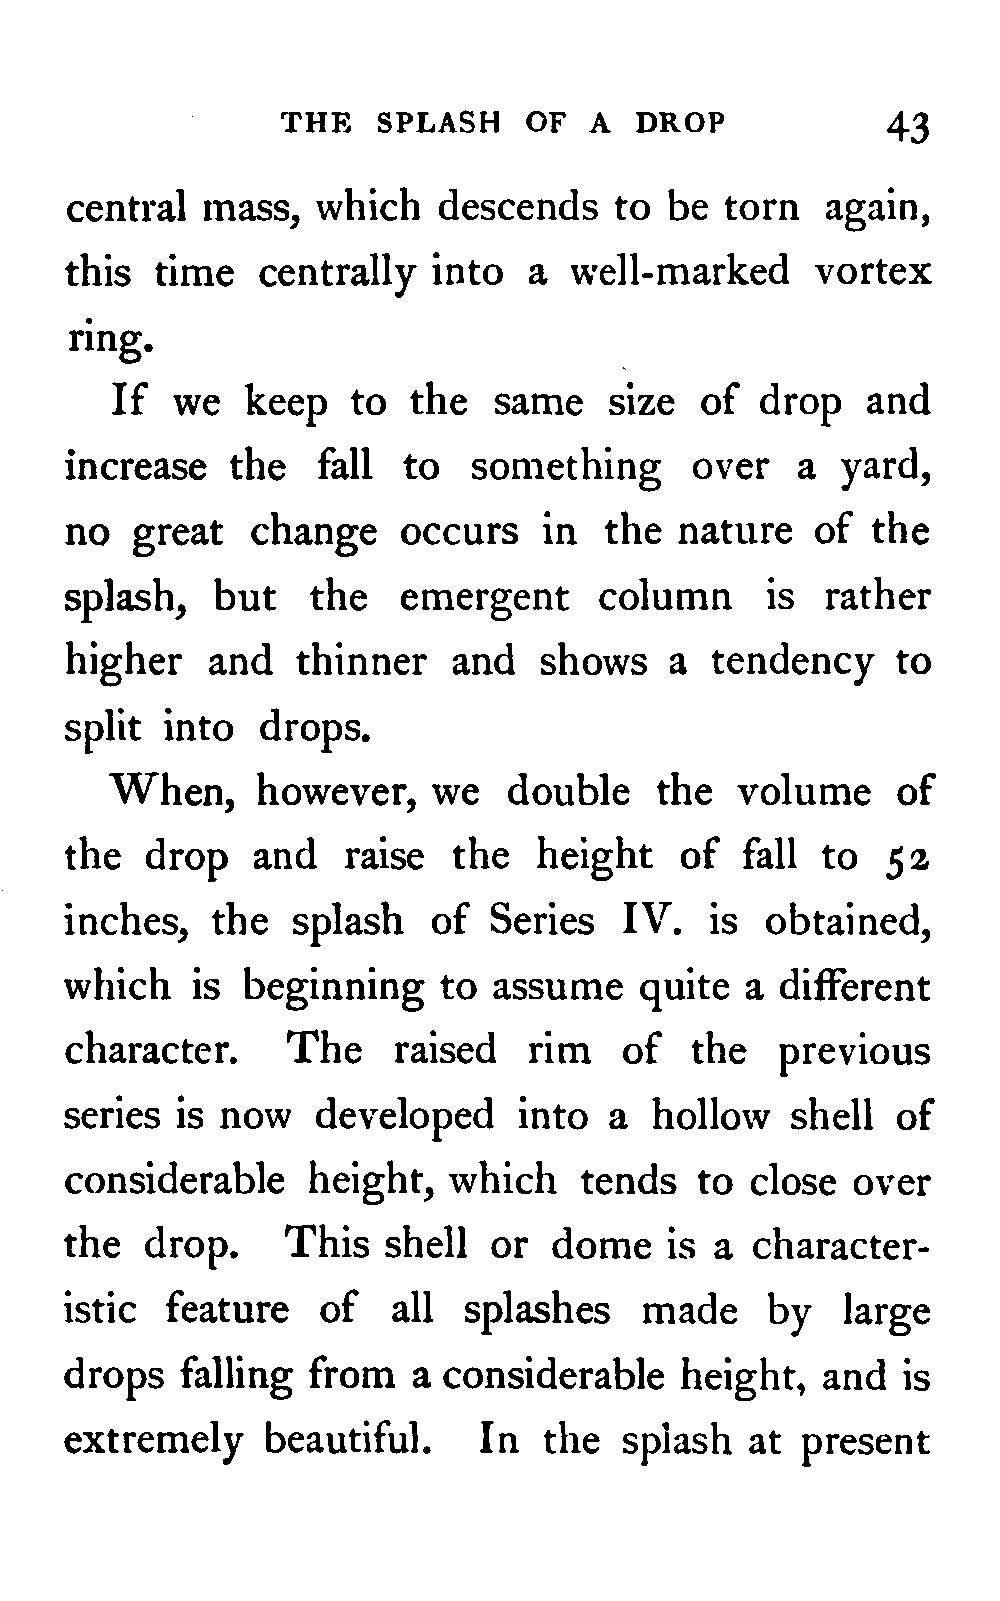 THE SPLASH OF A DROP 43
central mass, which descends to be torn again,
this time centrally into a well-marked vortex
ring.
If we keep to the same size of drop and
increase the fall to something over a yard,
no great change occurs in the nature of the
splash, but the emergent column is rather
higher and thinner and shows a tendency to
split into drops.
When, however, we double the volume of
the drop and raise the height of fall to 52
inches, the splash of Series IV. is obtained,
which is beginning to assume quite a different
character. The raised rim of the previous
series is now developed into a hollow shell of
considerable height, which tends to close over
the drop. This shell or dome is a character-
istic feature of all splashes made by large
drops falling from a considerable height, and is
extremely beautiful. In the splash at present